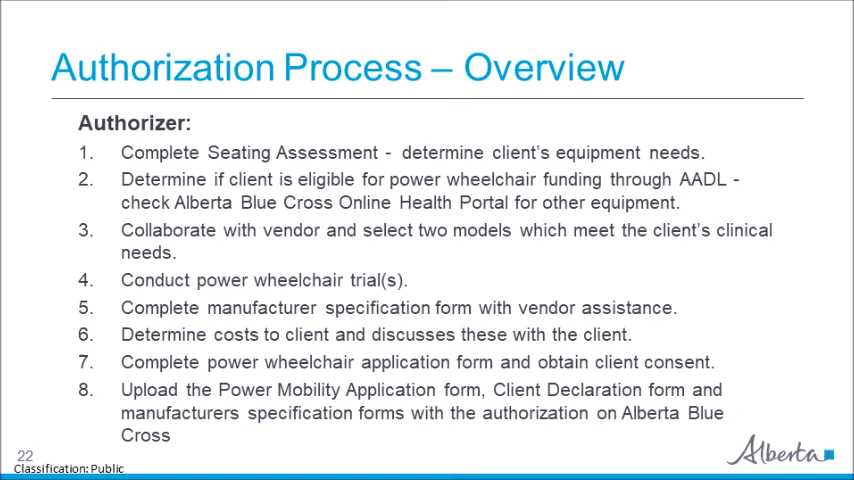 Authorization Process – Overview
Authorizer:
1. Complete Seating Assessment - determine client's equipment needs.
2. Determine if client is eligible for power wheelchair funding through AADL -
check Alberta Blue Cross Online Health Portal for other equipment.
3. Collaborate with vendor and select two models which meet the client's clinical
needs.
4. Conduct power wheelchair trial(s).
5. Complete manufacturer specification form with vendor assistance.
6. Determine costs to client and discusses these with the client.
7. Complete power wheelchair application form and obtain client consent.
8. Upload the Power Mobility Application form, Client Declaration form and
manufacturers specification forms with the authorization on Alberta Blue
Cross
22
Classification: Public
Alberta